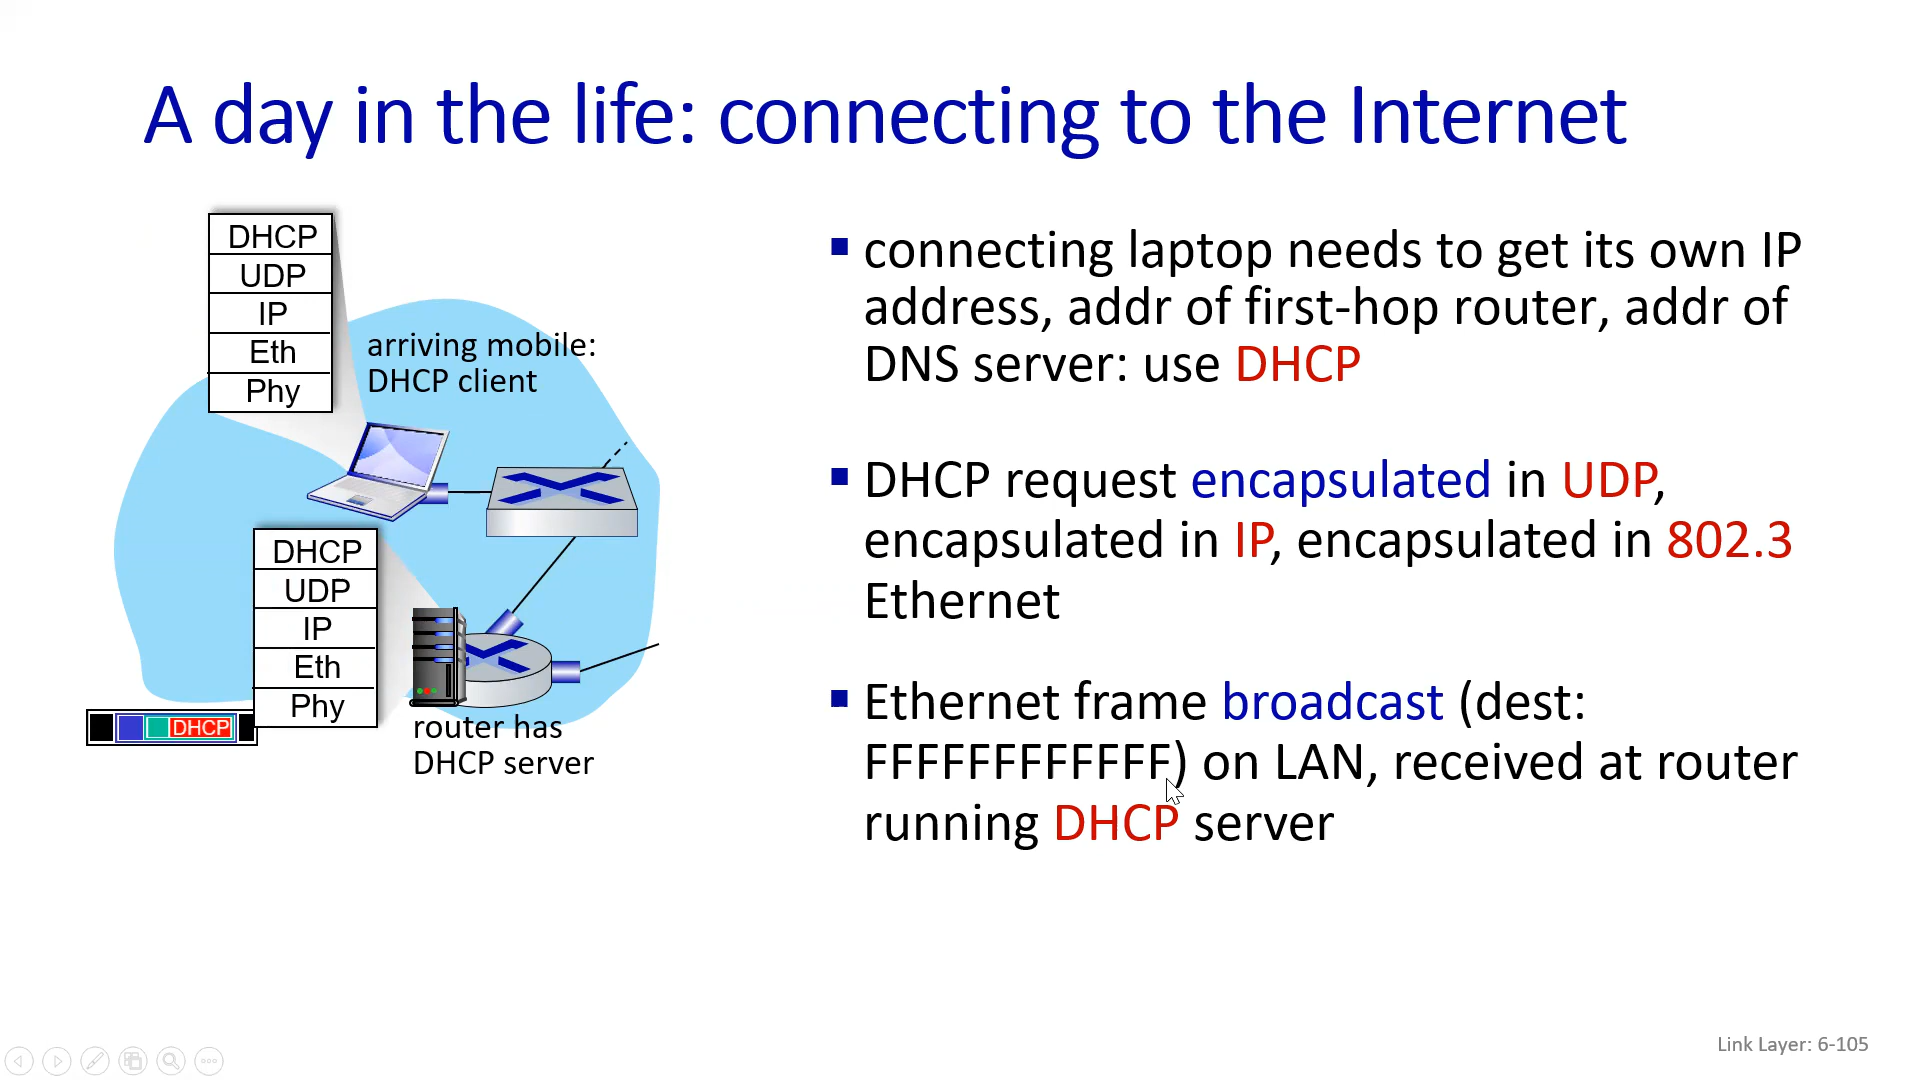 A day in the life: connecting to the Internet
DHCP
UDP
IP
Eth
Phy
arriving mobile:
DHCP client
DHCP
UDP
IP
Eth
Phy
DHCP
router has
DHCP server
connecting laptop needs to get its own IP
address, addr of first-hop router, addr of
DNS server: use DHCP
DHCP request encapsulated in UDP,
encapsulated in IP, encapsulated in 802.3
Ethernet
Ethernet frame broadcast (dest:
FFFFFFFFFFFF) on LAN, received at router
running DHCP server
Link Layer: 6-105